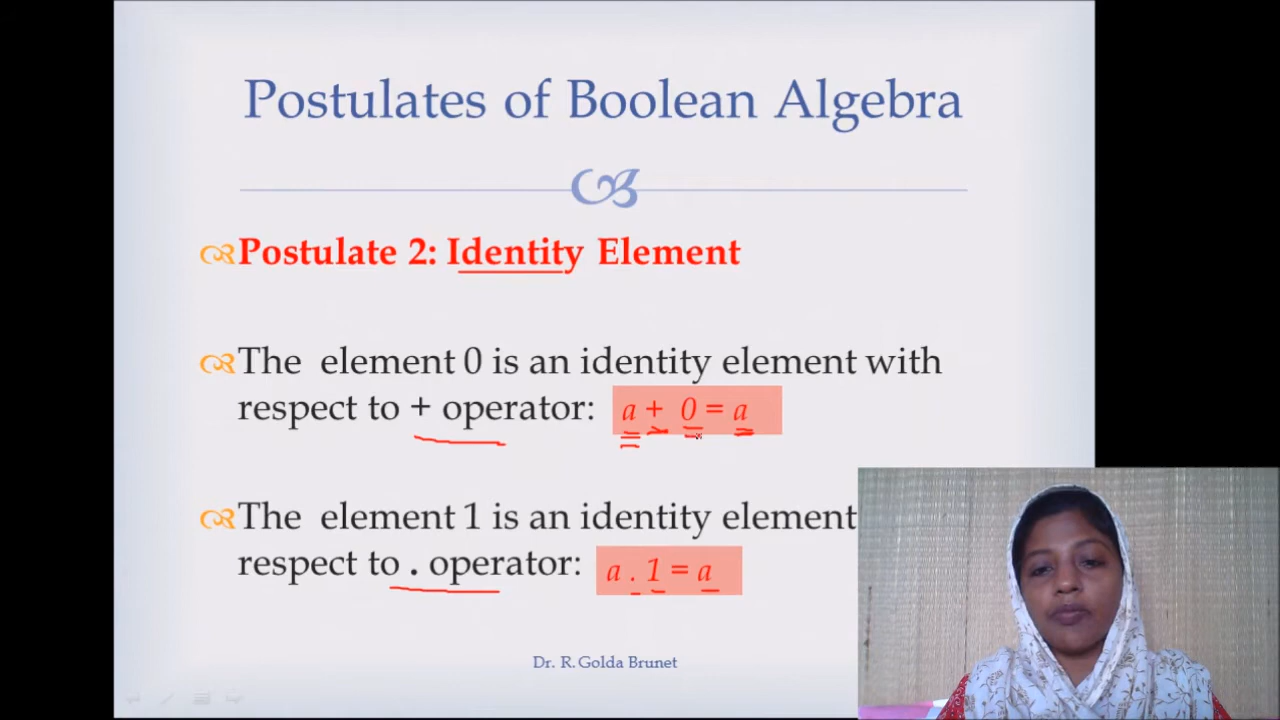 Postulates of Boolean Algebra
Postulate 2: Identity Element
The element 0 is an identity element with
respect to + operator: a + 0 = a
The element 1 is an identity element
respect to . operator: a . 1 = a
Dr. R. Golda Brunet